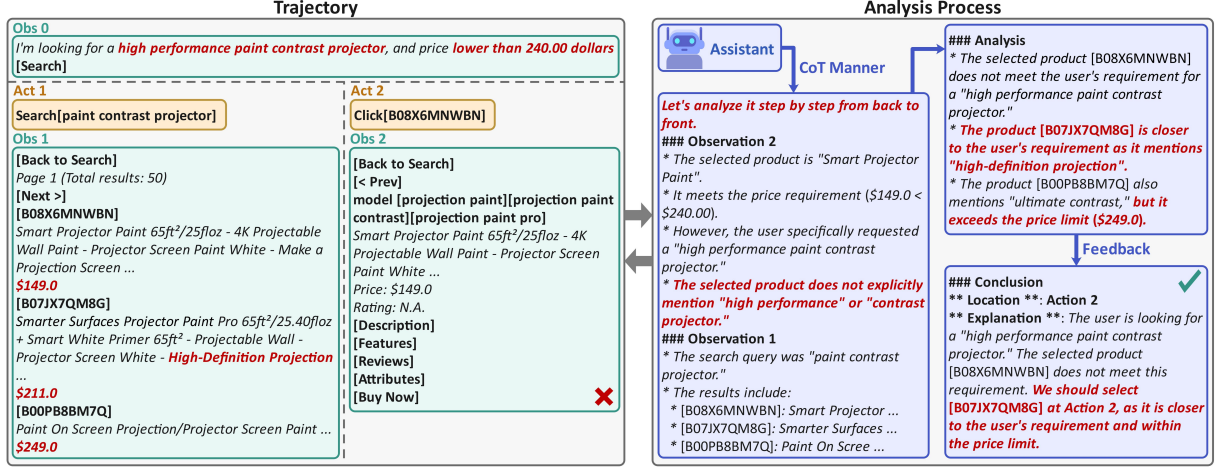 Trajectory
Obs 0
I'm looking for a high performance paint contrast projector, and price lower than 240.00 dollars
[Search]
Act 1
Search[paint contrast projector]
Obs 1
[Back to Search]
Page 1 (Total results: 50)
[Next >]
[B08X6MNWBN]
Smart Projector Paint 65ft²/25floz - 4K Projectable
Wall Paint - Projector Screen Paint White - Make a
Projection Screen ...
$149.0
[B07JX7QM8G]
Smarter Surfaces Projector Paint Pro 65ft²/25.40floz
+ Smart White Primer 65ft² - Projectable Wall -
Projector Screen White - High-Definition Projection
...
$211.0
[B00PB8BM7Q]
Paint On Screen Projection/Projector Screen Paint ...
$249.0
Act 2
Click[B08X6MNWBN]
Obs 2
[Back to Search]
[< Prev]
model [projection paint][projection paint
contrast][projection paint pro]
Smart Projector Paint 65ft²/25floz - 4K
Projectable Wall Paint - Projector Screen
Paint White ...
Price: $149.0
Rating: N.A.
[Description]
[Features]
[Reviews]
[Attributes]
[Buy Now]
Analysis Process
Assistant
CoT Manner
Let's analyze it step by step from back to
front.
### Observation 2
* The selected product is "Smart Projector
Paint".
* It meets the price requirement ($149.0 <
$240.00).
* However, the user specifically requested
a "high performance paint contrast
projector."
* The selected product does not explicitly
mention "high performance" or "contrast
projector."
### Observation 1
* The search query was "paint contrast
projector."
* The results include:
* [B08X6MNWBN]: Smart Projector ...
* [B07JX7QM8G]: Smarter Surfaces ...
* [B00PB8BM7Q]: Paint On Scree ...
### Analysis
* The selected product [B08X6MNWBN]
does not meet the user's requirement for
a "high performance paint contrast
projector."
* The product [B07JX7QM8G] is closer
to the user's requirement as it mentions
"high-definition projection".
* The product [B00PB8BM7Q] also
mentions "ultimate contrast," but it
exceeds the price limit ($249.0).
Feedback
### Conclusion
** Location **: Action 2
** Explanation **: The user is looking for
a "high performance paint contrast
projector." The selected product
[B08X6MNWBN] does not meet this
requirement. We should select
[B07JX7QM8G] at Action 2, as it is closer
to the user's requirement and within
the price limit.